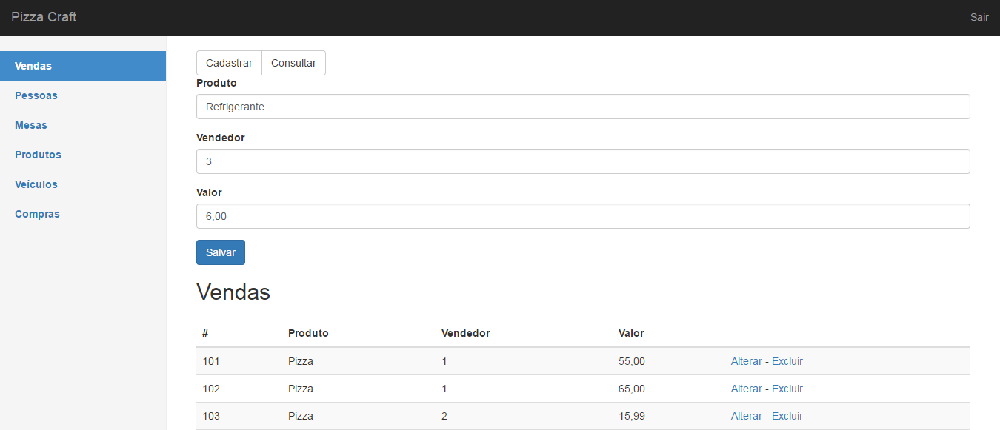 Pizza Craft Sair
Vendas
Pessoas
Mesas
Produtos
Veículos
Compras
Cadastrar Consultar
Produto
Refrigerante
Vendedor
3
Valor
6,00
Salvar
Vendas
# Produto Vendedor Valor
101 Pizza 1 55,00 Alterar - Excluir
102 Pizza 1 65,00 Alterar - Excluir
103 Pizza 2 15,99 Alterar - Excluir